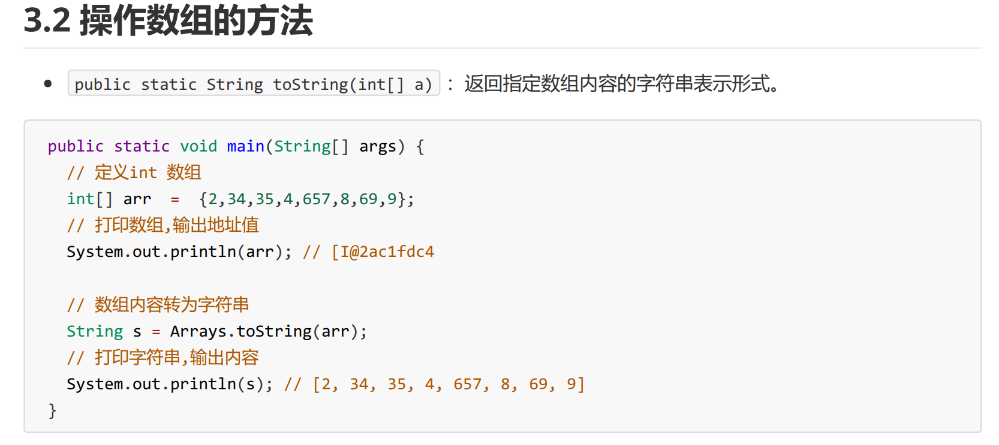 3.2 操作数组的方法
• public static String toString(int[] a) ：返回指定数组内容的字符串表示形式。
public static void main(String[] args) {
  // 定义int 数组
  int[] arr  =  {2,34,35,4,657,8,69,9};
  // 打印数组,输出地址值
  System.out.println(arr); // [I@2ac1fdc4
  // 数组内容转为字符串
  String s = Arrays.toString(arr);
  // 打印字符串,输出内容
  System.out.println(s); // [2, 34, 35, 4, 657, 8, 69, 9]
}